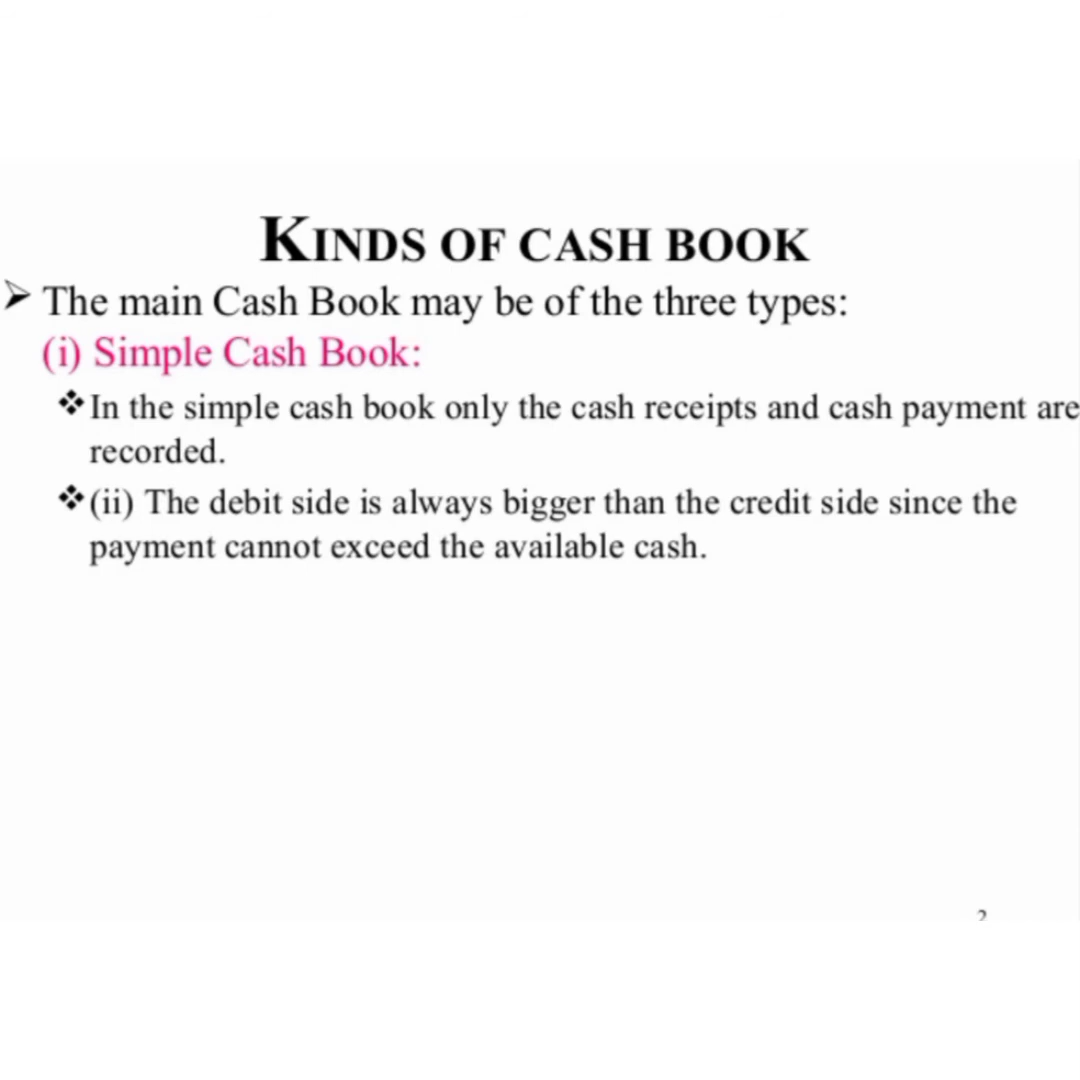 KINDS OF CASH BOOK
➢ The main Cash Book may be of the three types:
(i) Simple Cash Book:
❖ In the simple cash book only the cash receipts and cash payment are
recorded.
❖ (ii) The debit side is always bigger than the credit side since the
payment cannot exceed the available cash.
2